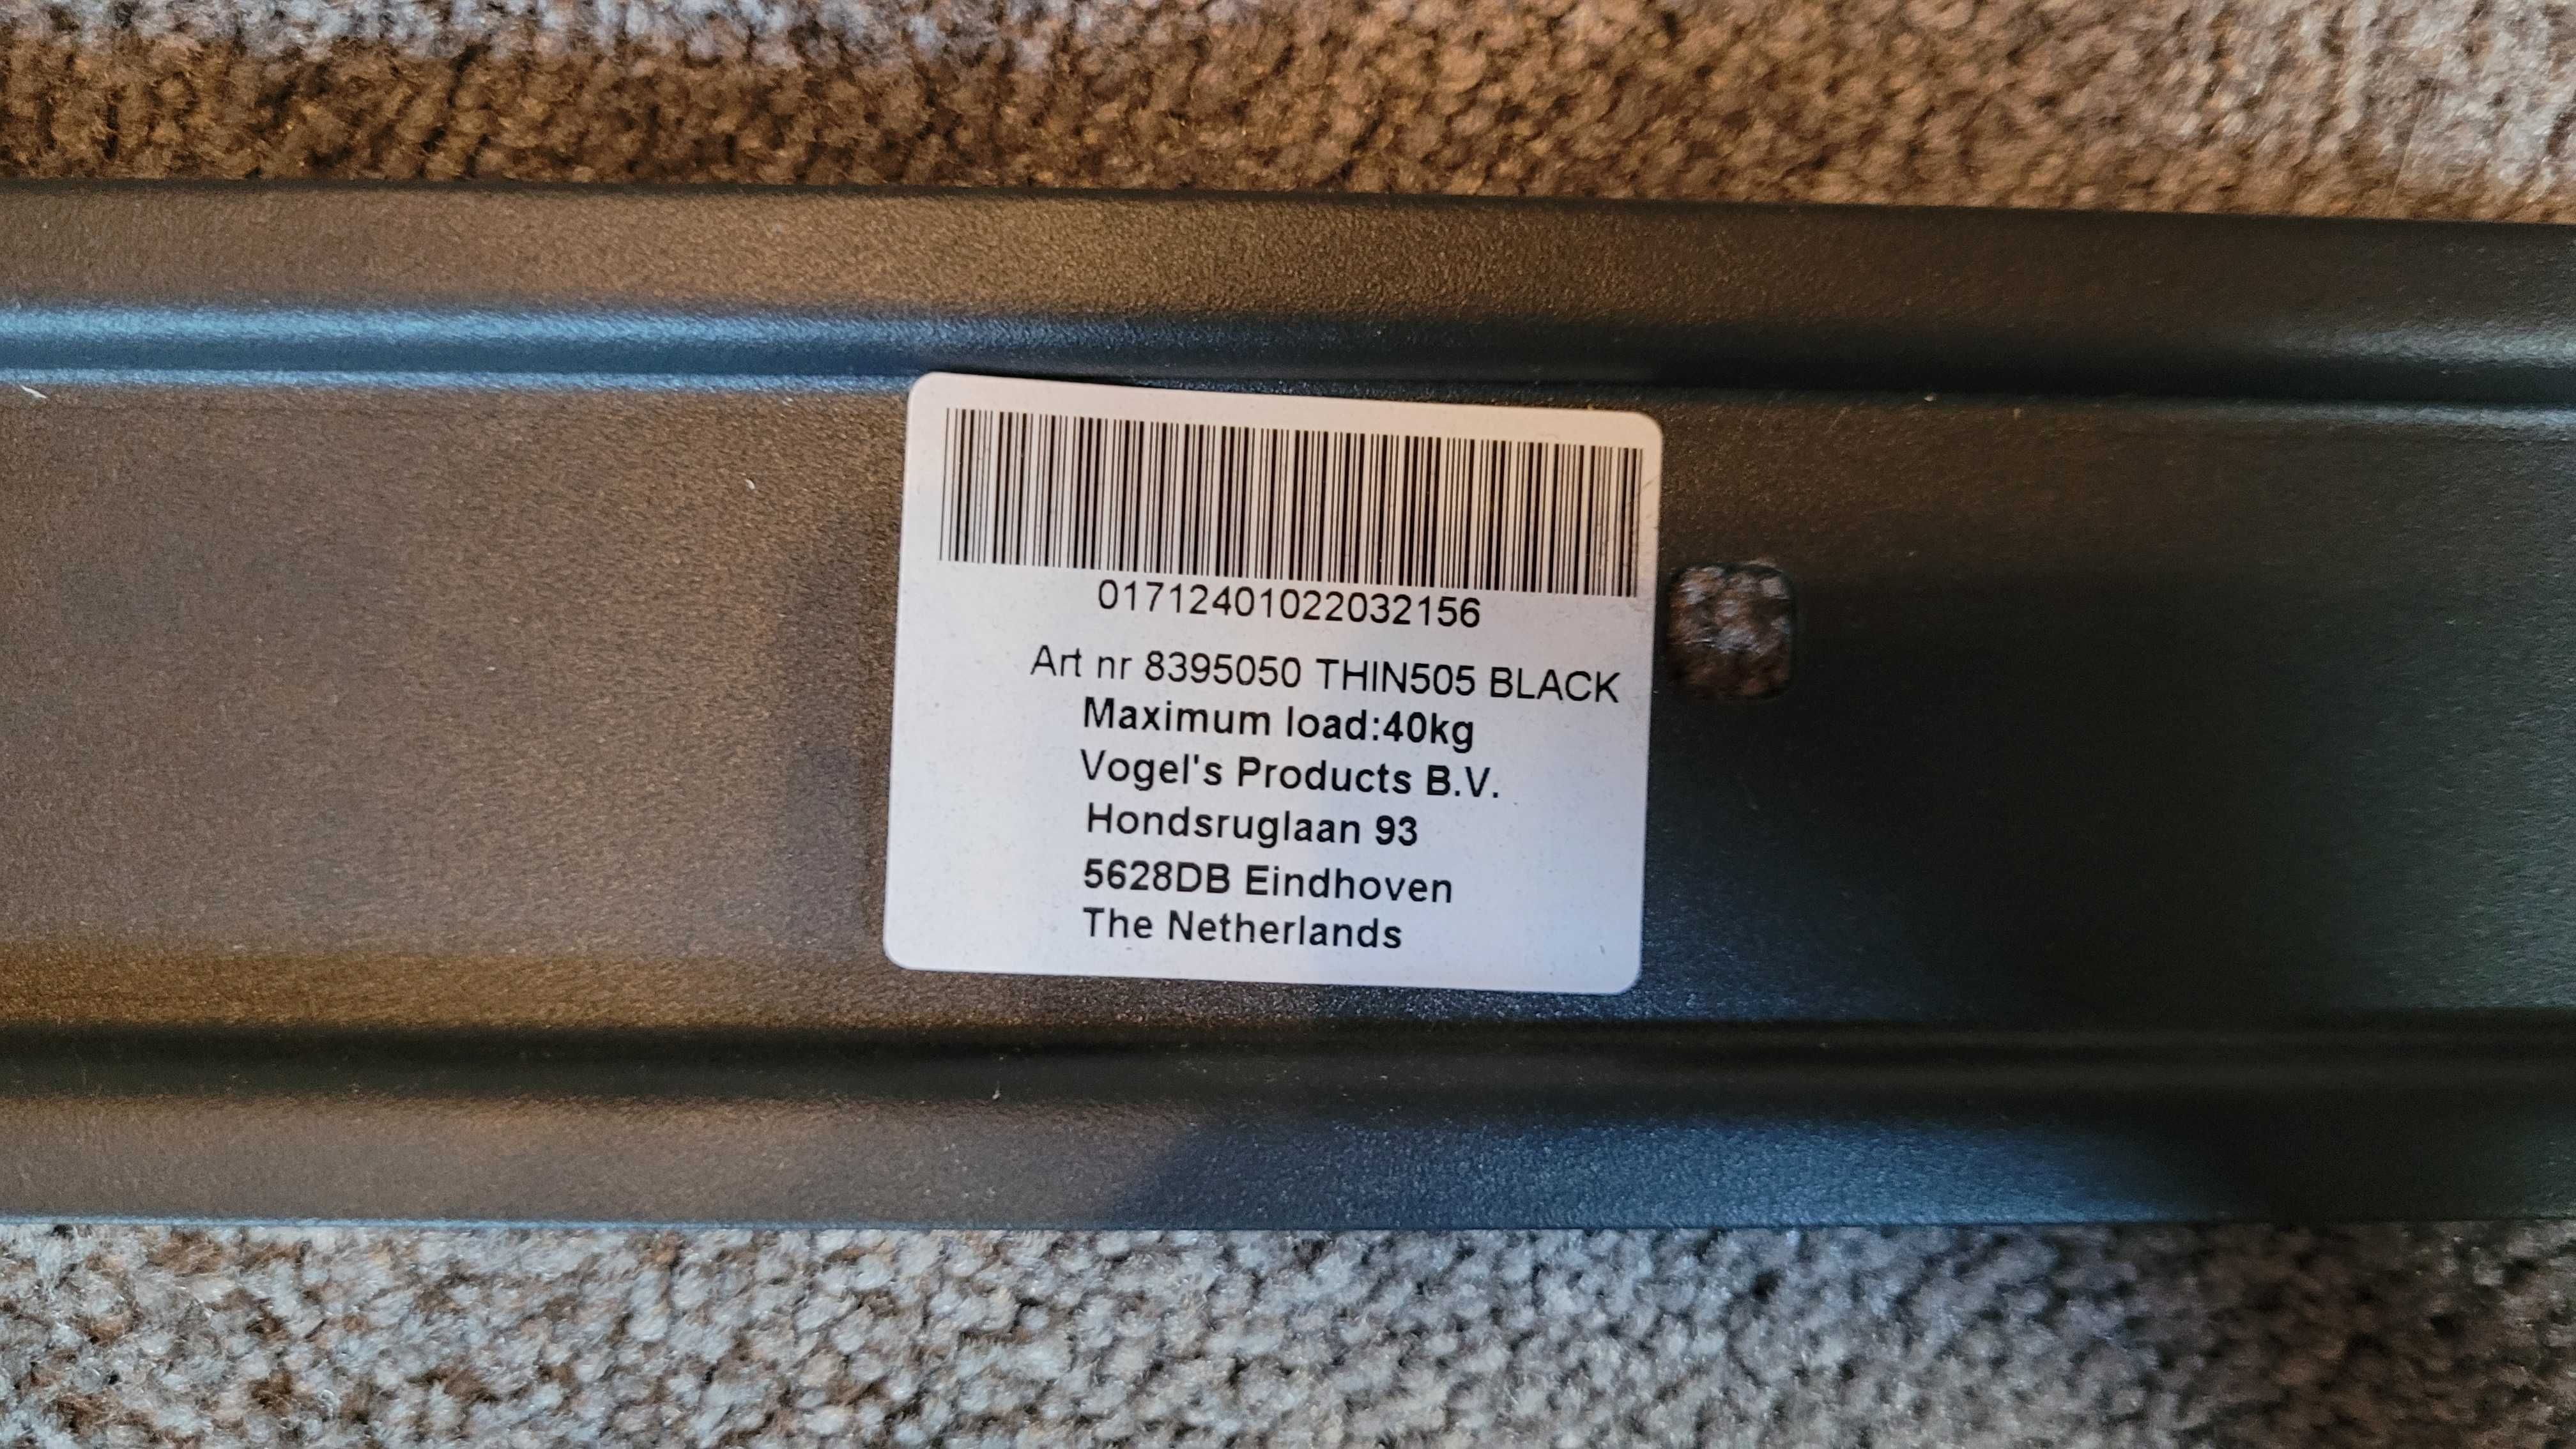 01712401022032156
Art nr 8395050 THIN505 BLACK
Maximum load:40kg
Vogel's Products B.V.
Hondsruglaan 93
5628DB Eindhoven
The Netherlands